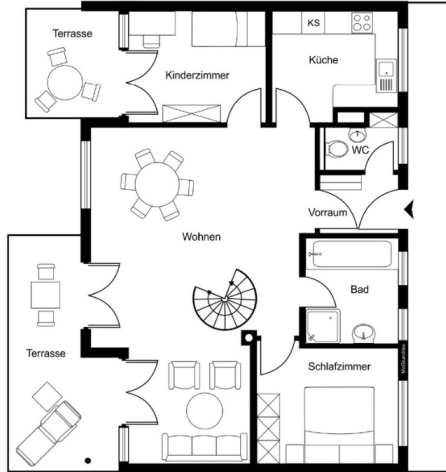 Terrasse
KS
Kinderzimmer
Küche
WC
Vorraum
Wohnen
Bad
Terrasse
Schlafzimmer